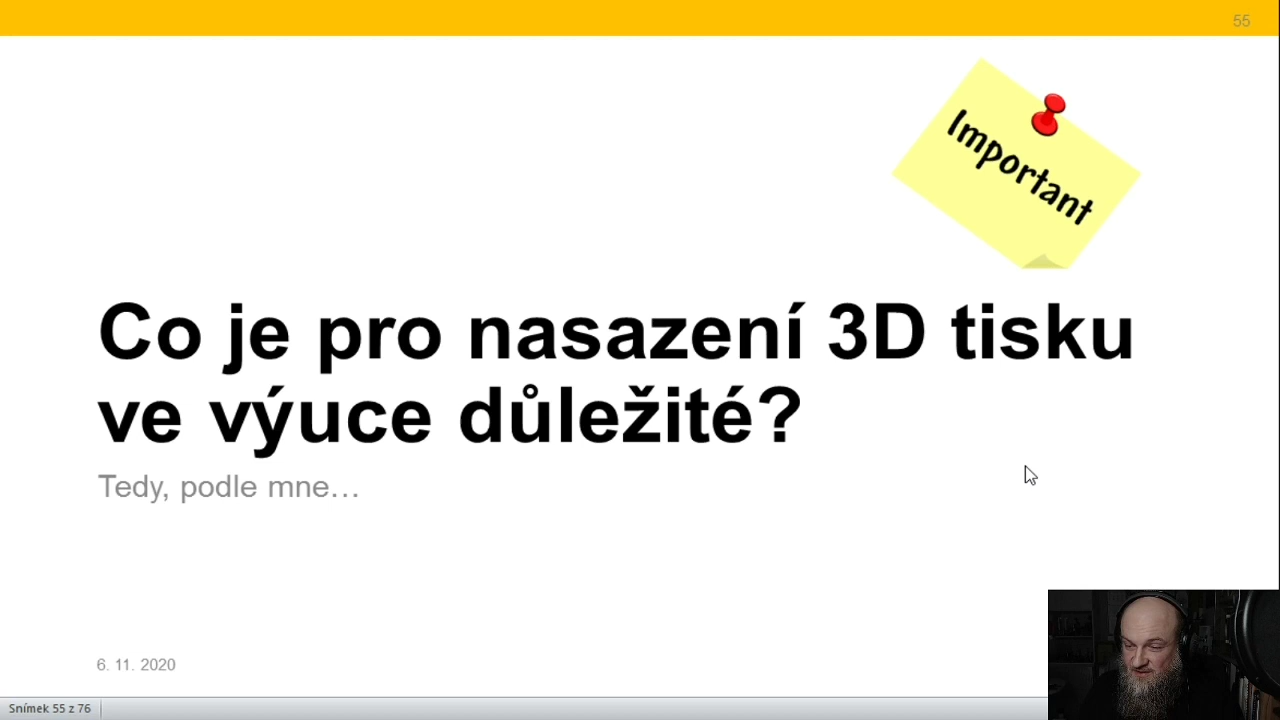 55
Important
Co je pro nasazení 3D tisku
ve výuce důležité?
Tedy, podle mne…
6. 11. 2020
Snímek 55 z 76